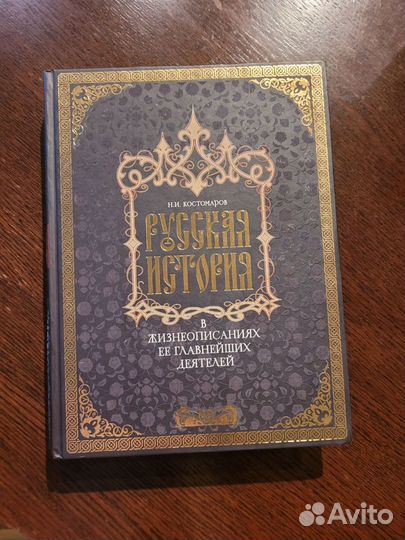 Н.И. КОСТОМАРОВ
РУССКАЯ
ИСТОРИЯ
В
ЖИЗНЕОПИСАНИЯХ
ЕЕ ГЛАВНЕЙШИХ
ДЕЯТЕЛЕЙ
Avito